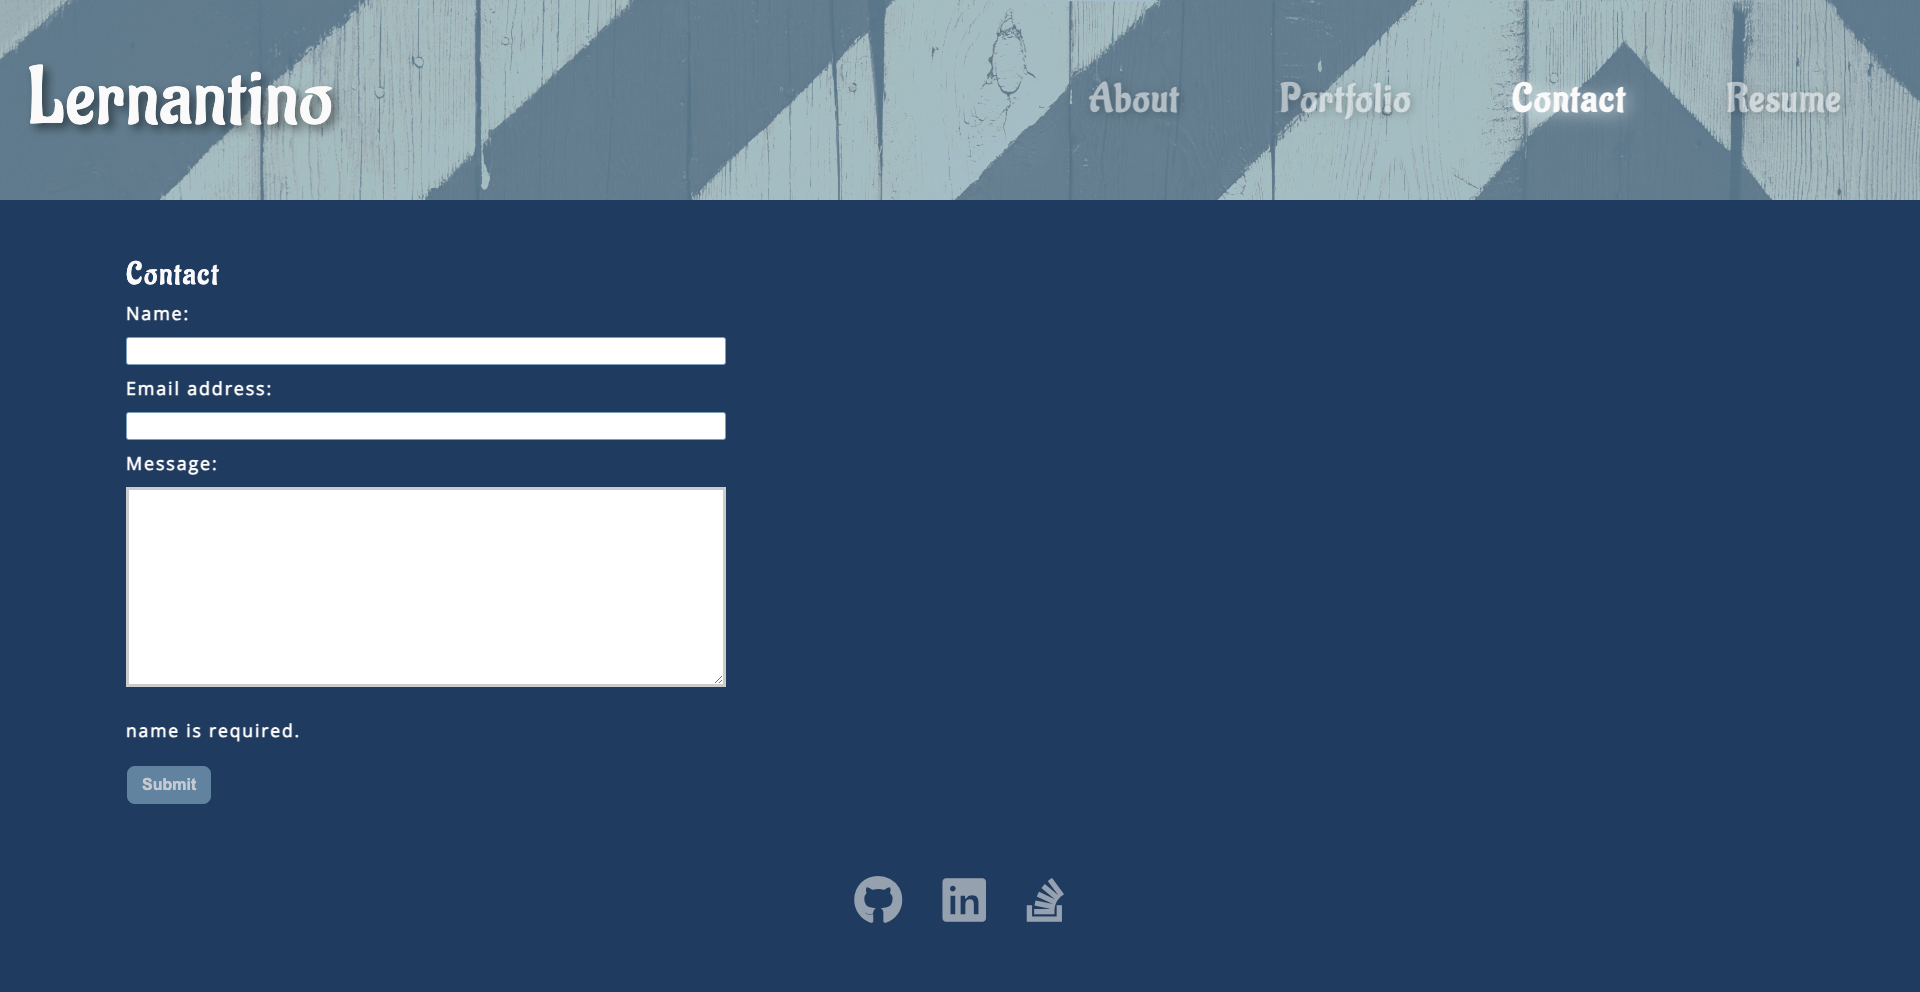 Lernantino
About Portfolio Contact Resume
Contact
Name:
Email address:
Message:
name is required.
Submit
in